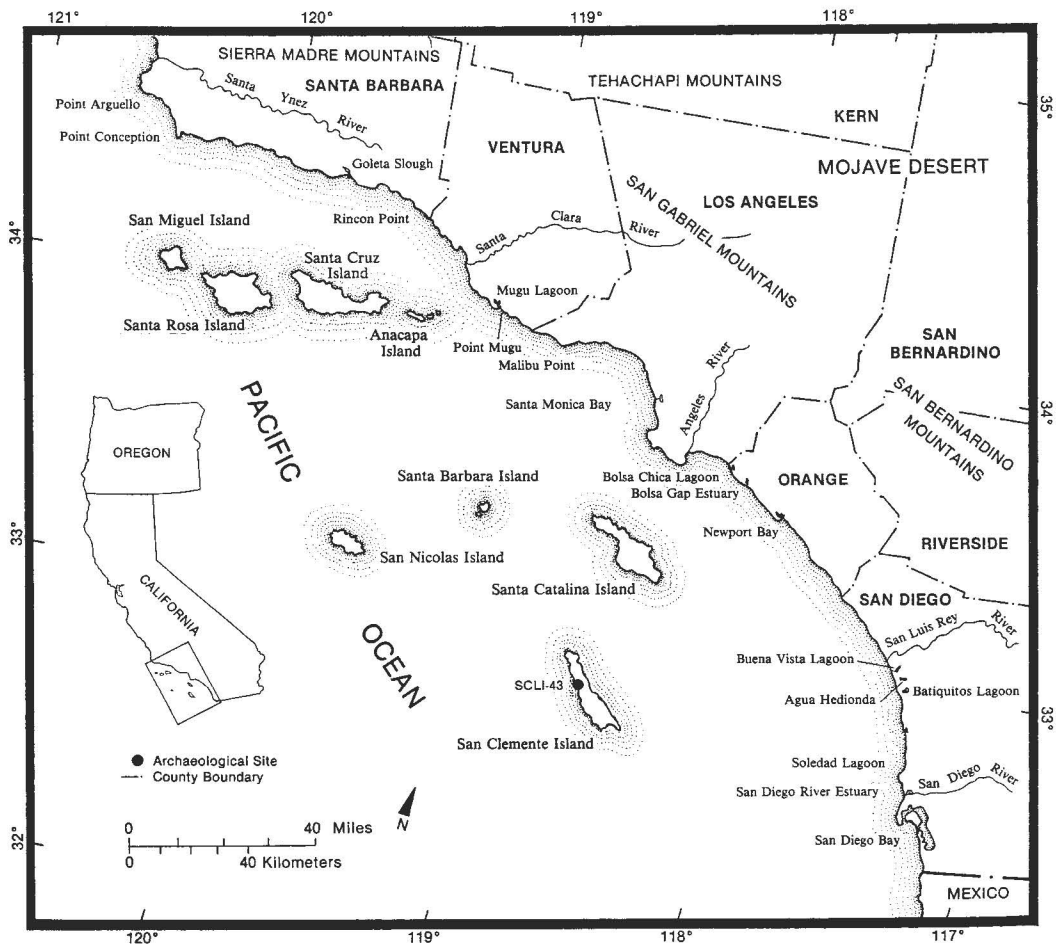 121°
120°
119°
118°
SIERRA MADRE MOUNTAINS
SANTA BARBARA
TEHACHAPI MOUNTAINS
35°
Santa Ynez River
Point Arguello
Point Conception
KERN
VENTURA
MOJAVE DESERT
Goleta Slough
SAN GABRIEL MOUNTAINS
LOS ANGELES
Rincon Point
Santa Clara River
34°
San Miguel Island
Santa Cruz
Island
Mugu Lagoon
Santa Rosa Island
Anacapa
Island
Point Mugu
Malibu Point
SAN
BERNARDINO
SAN BERNARDINO
MOUNTAINS
Angeles River
Santa Monica Bay
34°
PACIFIC
OREGON
Santa Barbara Island
Bolsa Chica Lagoon
Bolsa Gap Estuary
ORANGE
Newport Bay
33°
San Nicolas Island
RIVERSIDE
Santa Catalina Island
CALIFORNIA
SAN DIEGO
San Luis Rey River
OCEAN
Buena Vista Lagoon
SCLI-43
Agua Hedionda
Batiquitos Lagoon
33°
San Clemente Island
Archaeological Site
County Boundary
Soledad Lagoon
San Diego River
San Diego River Estuary
N
0 40 Miles
0 40 Kilometers
32°
San Diego Bay
MEXICO
120°
119°
118°
117°